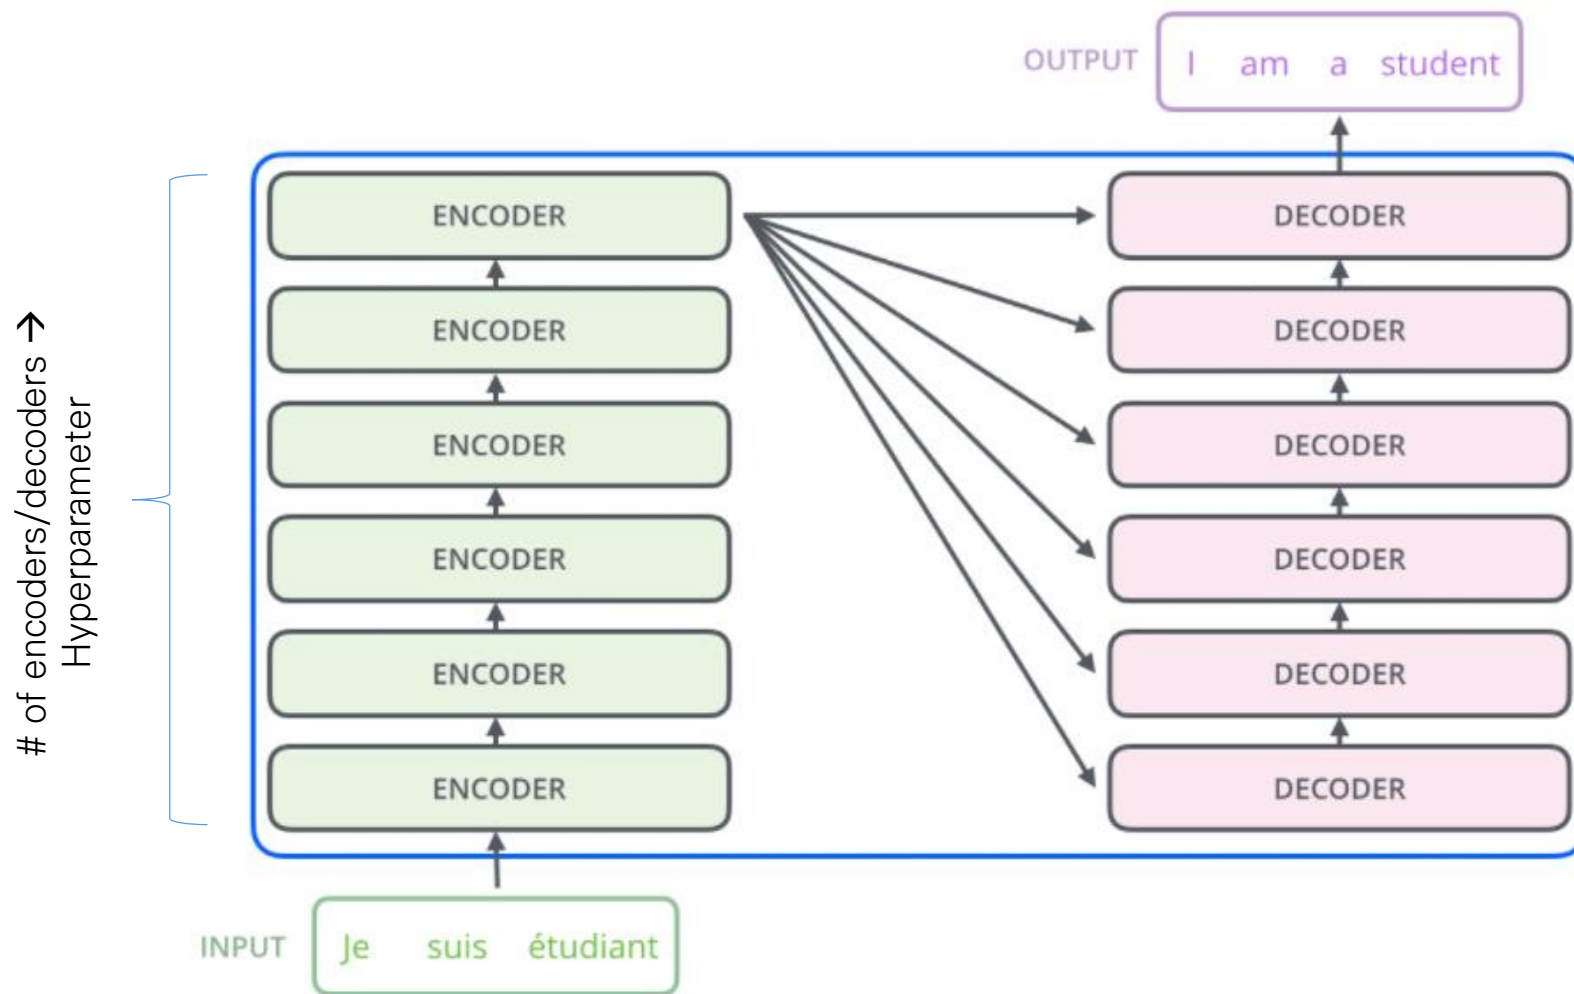 OUTPUT
I am a student
# of encoders/decoders →
Hyperparameter
ENCODER
DECODER
ENCODER
DECODER
ENCODER
DECODER
ENCODER
DECODER
ENCODER
DECODER
ENCODER
DECODER
INPUT
Je suis étudiant